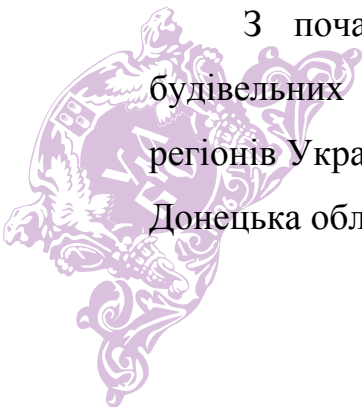 З поча
будівельних
регіонів Укра
Донецька обл